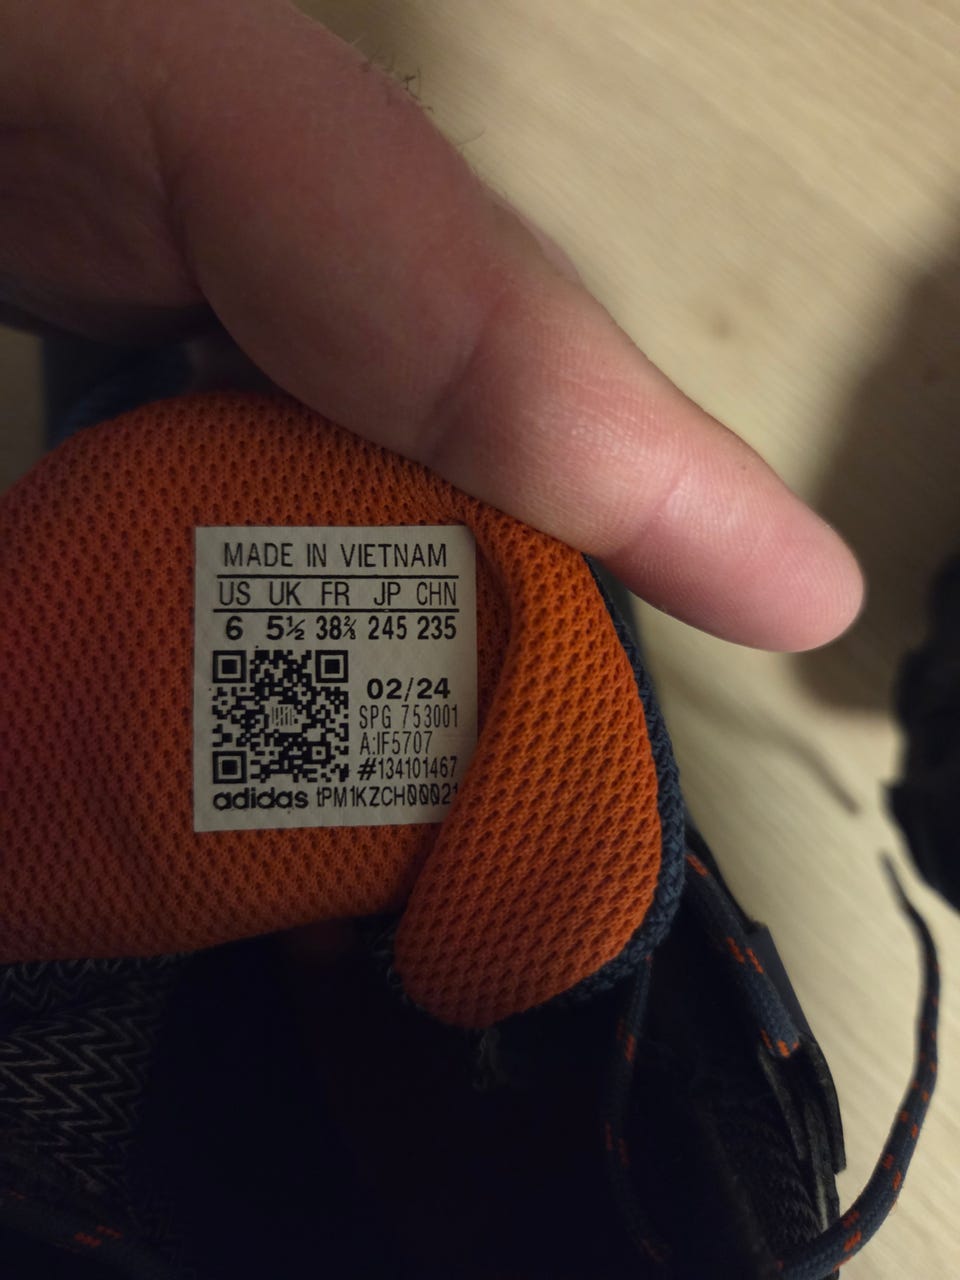 MADE IN VIETNAM
US UK FR JP CHN
6 5½ 38⅔ 245 235
02/24
SPG 753001
A:IF5707
#134101467
adidas tPM1KZCH00021